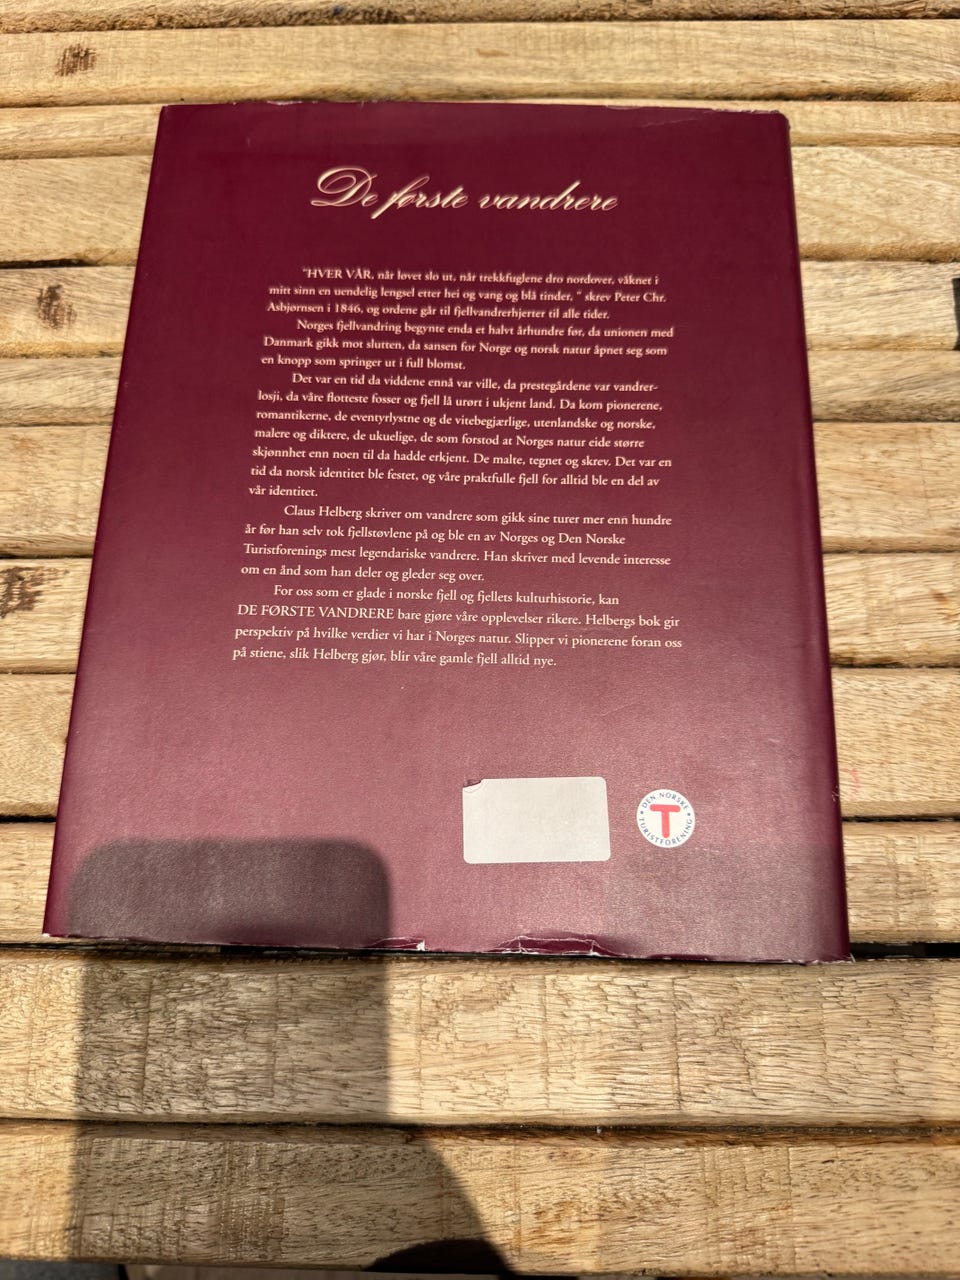 De første vandrere
"HVER VÅR, når løvet slo ut, når trekkfuglene dro nordover, våknet i
mitt sinn en uendelig lengsel etter hei og vang og blå tinder, " skrev Peter Chr.
Asbjørnsen i 1846, og ordene går til fjellvandrerhjerter til alle tider.
Norges fjellvandring begynte enda et halvt århundre før, da unionen med
Danmark gikk mot slutten, da sansen for Norge og norsk natur åpnet seg som
en knopp som springer ut i full blomst.
Det var en tid da viddene ennå var ville, da prestegårdene var vandrer-
losji, da våre flotteste fosser og fjell lå urørt i ukjent land. Da kom pionerene,
romantikerne, de eventyrlystne og de vitebegjærlige, utenlandske og norske,
malere og diktere, de ukuelige, de som forstod at Norges natur eide større
skjønnhet enn noen til da hadde erkjent. De malte, tegnet og skrev. Det var en
tid da norsk identitet ble festet, og våre praktfulle fjell for alltid ble en del av
vår identitet.
Claus Helberg skriver om vandrere som gikk sine turer mer enn hundre
år før han selv tok fjellstøvlene på og ble en av Norges og Den Norske
Turistforenings mest legendariske vandrere. Han skriver med levende interesse
om en ånd som han deler og gleder seg over.
For oss som er glade i norske fjell og fjellets kulturhistorie, kan
DE FØRSTE VANDRERE bare gjøre våre opplevelser rikere. Helbergs bok gir
perspektiv på hvilke verdier vi har i Norges natur. Slipper vi pionerene foran oss
på stiene, slik Helberg gjør, blir våre gamle fjell alltid nye.
DEN NORSKE
T
TURISTFORENING